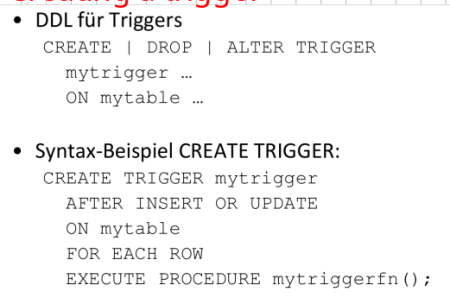 • DDL für Triggers
CREATE | DROP | ALTER TRIGGER
mytrigger …
ON mytable …
• Syntax-Beispiel CREATE TRIGGER:
CREATE TRIGGER mytrigger
AFTER INSERT OR UPDATE
ON mytable
FOR EACH ROW
EXECUTE PROCEDURE mytriggerfn();